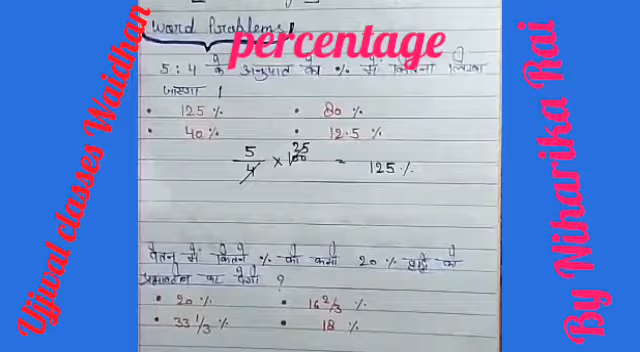 Word Problems
percentage
5 : 4 के अनुपात को % में कितना लिखा
जाएगा ।
• 125 %
• 80 %
• 40 %
• 12.5 %
5/4 × 100 25 = 125 %
वेतन में कितने % की कमी 20 % वृद्धि को
प्रभावहीन कर देगी ?
• 20 %
• 16 2/3 %
• 33 1/3 %
• 18 %
Ujjwal classes Waidhan
By Niharika Rai